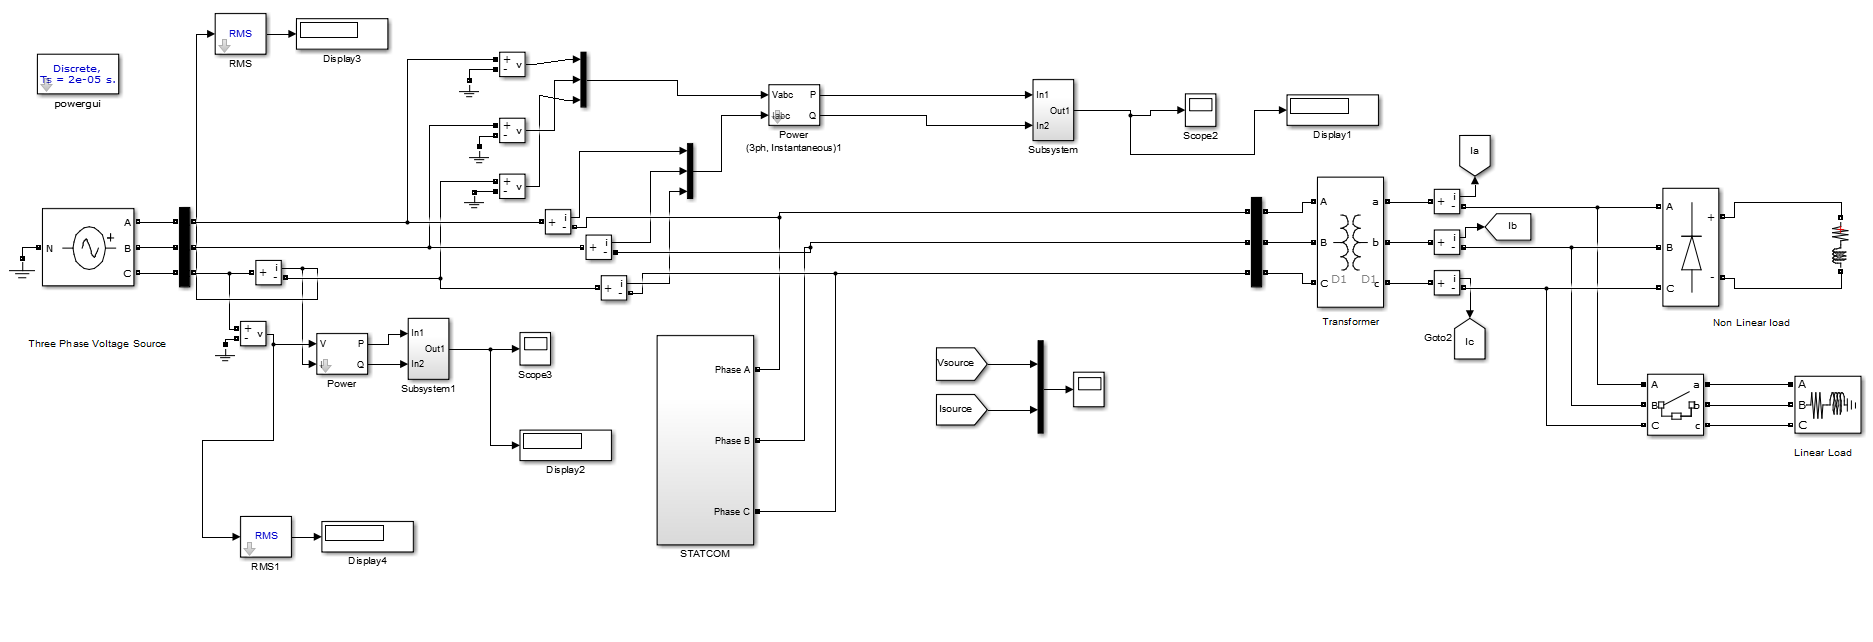 RMS
RMS
Display3
Discrete,
Ts = 2e-05 s.
powergui
+ v
-
+ v
-
+ v
-
Vabc P
Iabc Q
Power
(3ph, Instantaneous)1
In1
Out1
In2
Subsystem
Scope2
Display1
Ia
Ib
Ic
Goto2
N
A
B
C
Three Phase Voltage Source
+ i
-
+ i
-
+ i
-
+ i
-
+ v
-
V P
I Q
Power
In1
Out1
In2
Subsystem1
Scope3
Display2
RMS
RMS1
Display4
Phase A
Phase B
Phase C
STATCOM
Vsource
Isource
A a
B b
C D1 D1 c
Transformer
+ i
-
+ i
-
+ i
-
A +
B
C -
Non Linear load
A a
B b
C c
A
B
C
Linear Load